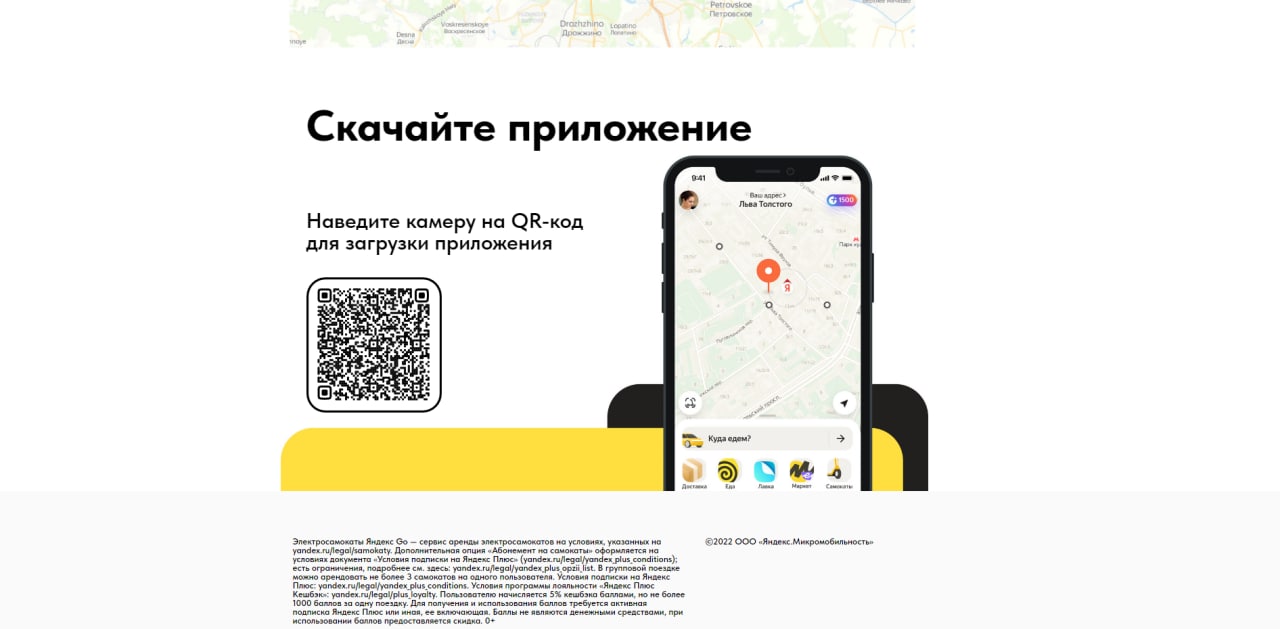 Petrovskoe
Петровское
Voskresenskoye
Воскресенское
Drozhzhino
Дрожжино
Lopatino
Лопатино
Desna
Десна
Скачайте приложение
Наведите камеру на QR-код
для загрузки приложения
9:41
Ваш адрес
Льва Толстого
1500
Куда едем?
Доставка Еда Лавка Маркет Самокаты
Электросамокаты Яндекс Go — сервис аренды электросамокатов на условиях, указанных на
yandex.ru/legal/samokaty. Дополнительная опция «Абонемент на самокаты» оформляется на
условиях документа «Условия подписки на Яндекс Плюс» (yandex.ru/legal/yandex_plus_conditions);
есть ограничения, подробнее см. здесь: yandex.ru/legal/yandex_plus_opzii_list. В групповой поездке
можно арендовать не более 3 самокатов на одного пользователя. Условия подписки на Яндекс
Плюс: yandex.ru/legal/yandex_plus_conditions. Условия программы лояльности «Яндекс Плюс
Кешбэк»: yandex.ru/legal/plus_loyalty. Пользователю начисляется 5% кешбэка баллами, но не более
1000 баллов за одну поездку. Для получения и использования баллов требуется активная
подписка Яндекс Плюс или иная, ее включающая. Баллы не являются денежными средствами, при
использовании баллов предоставляется скидка. 0+
©2022 ООО «Яндекс.Микромобильность»